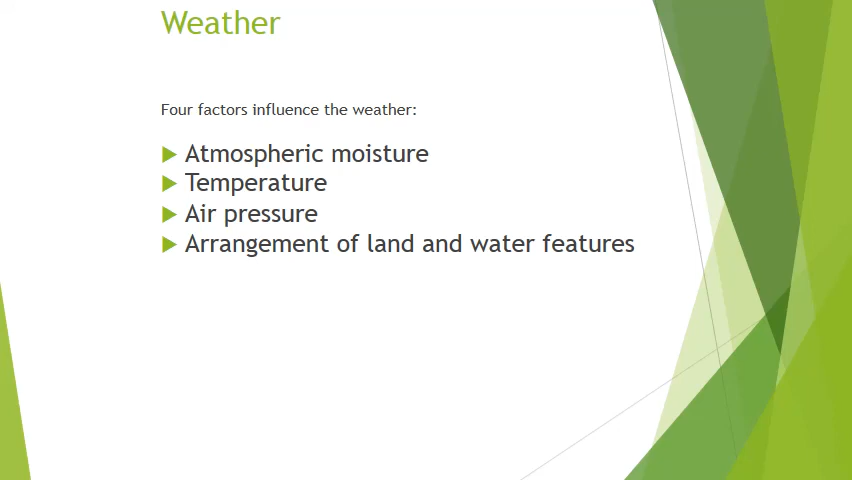 Weather
Four factors influence the weather:
Atmospheric moisture
Temperature
Air pressure
Arrangement of land and water features